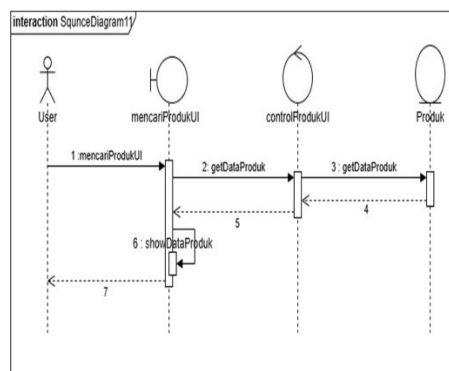 interaction SqunceDiagram11
User
mencariProdukUI
controlProdukUI
Produk
1 :mencariProdukUI
2: getDataProduk
3 : getDataProduk
4
5
6 : showDataProduk
7